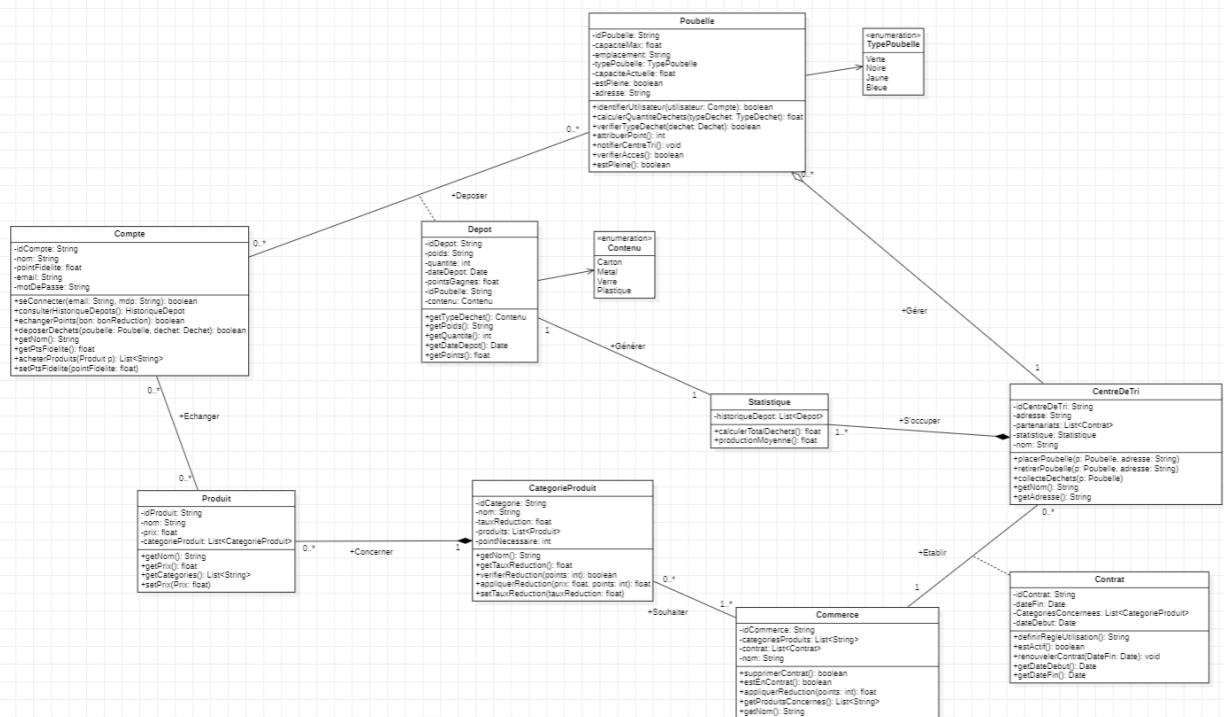 Poubelle
-idPoubelle: String
-capaciteMax: float
-emplacement: String
-typePoubelle: TypePoubelle
-capaciteActuelle: float
-estPleine: boolean
-adresse: String
+identifierUtilisateur(utilisateur: Compte): boolean
+calculerQuantiteDechets(typeDechet: TypeDechet): float
+verifierTypeDechet(dechet: Dechet): boolean
+attribuerPoint(): int
+notifierCentreTri(): void
+verifierAcces(): boolean
+estPleine(): boolean
«enumeration»
TypePoubelle
Verte
Noire
Jaune
Bleue
0..*
0..*
+Deposer
0..*
Compte
-idCompte: String
-nom: String
-pointFidelite: float
-email: String
-motDePasse: String
+seConnecter(email: String, mdp: String): boolean
+consulterHistoriqueDepots(): HistoriqueDepot
+echangerPoints(bon: bonReduction): boolean
+deposerDechets(poubelle: Poubelle, dechet: Dechet): boolean
+getNom(): String
+getPtsFidelite(): float
+acheterProduits(Produit p): List<String>
+setPtsFidelite(pointFidelite: float)
Depot
-idDepot: String
-poids: String
-quantite: int
-dateDepot: Date
-pointsGagnes: float
-idPoubelle: String
-contenu: Contenu
+getTypeDechet(): Contenu
+getPoids(): String
+getQuantite(): int
+getDateDepot(): Date
+getPoints(): float
«enumeration»
Contenu
Carton
Metal
Verre
Plastique
+Gérer
1
1
+Générer
1
0..*
+Echanger
0..*
Statistique
-historiqueDepot: List<Depot>
+calculerTotalDechets(): float
+productionMoyenne(): float
1..*
+S'occuper
CentreDeTri
-idCentreDeTri: String
-adresse: String
-partenariats: List<Contrat>
-statistique: Statistique
-nom: String
+placerPoubelle(p: Poubelle, adresse: String)
+retirerPoubelle(p: Poubelle, adresse: String)
+collecteDechets(p: Poubelle)
+getNom(): String
+getAdresse(): String
Produit
-idProduit: String
-nom: String
-prix: float
-categorieProduit: List<CategorieProduit>
+getNom(): String
+getPrix(): float
+getCategories(): List<String>
+setPrix(Prix: float)
0..*
+Concerner
1
CategorieProduit
-idCategorie: String
-nom: String
-tauxReduction: float
-produits: List<Produit>
-pointNecessaire: int
+getNom(): String
+getTauxReduction(): float
+verifierReduction(points: int): boolean
+appliquerReduction(prix: float, points: int): float
+setTauxReduction(tauxReduction: float)
0..*
+Souhaiter
1..*
0..*
+Etablir
1
Contrat
-idContrat: String
-dateFin: Date
-CategoriesConcernees: List<CategorieProduit>
-dateDebut: Date
+definirRegleUtilisation(): String
+estActif(): boolean
+renouvelerContrat(DateFin: Date): void
+getDateDebut(): Date
+getDateFin(): Date
Commerce
-idCommerce: String
-categoriesProduits: List<String>
-contrat: List<Contrat>
-nom: String
+supprimerContrat(): boolean
+estEnContrat(): boolean
+appliquerReduction(points: int): float
+getProduitsConcernes(): List<String>
+getNom(): String